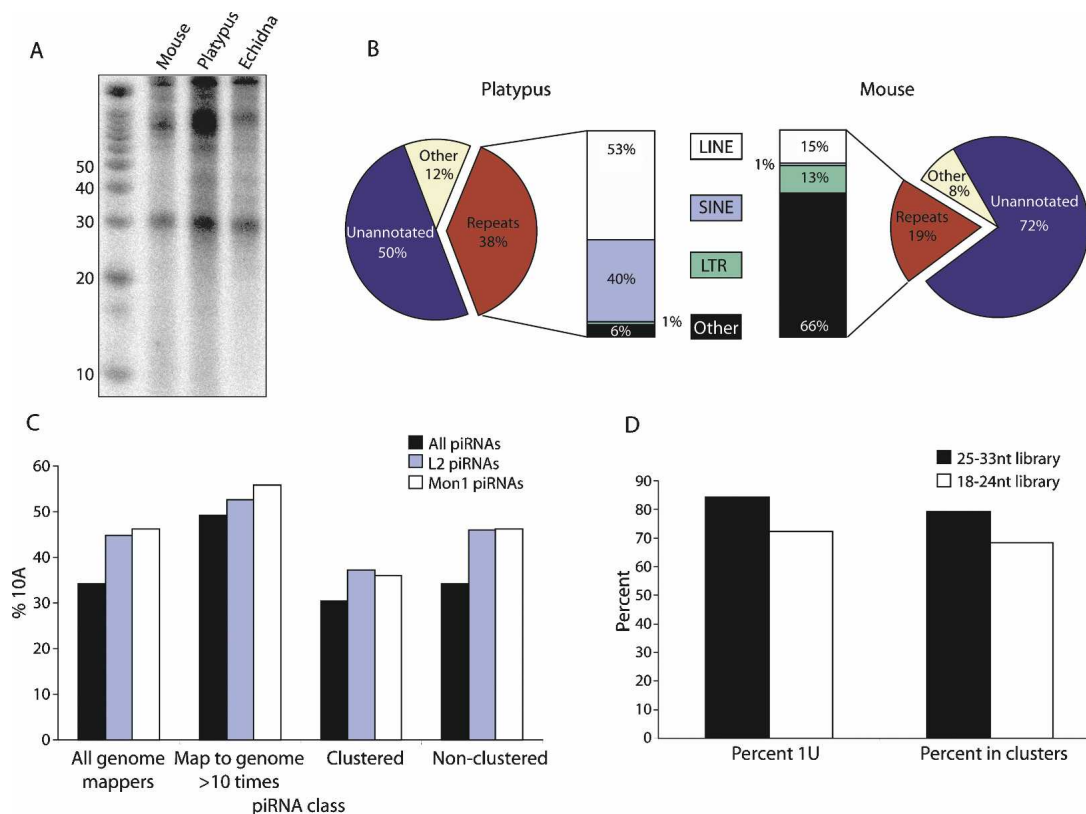 A
Mouse
Platypus
Echidna
50
40
30
20
10
B
Platypus
Mouse
Other
12%
Unannotated
50%
Repeats
38%
53%
40%
1%
6%
LINE
SINE
LTR
Other
15%
1%
13%
66%
Other
8%
Repeats
19%
Unannotated
72%
C
All piRNAs
L2 piRNAs
Mon1 piRNAs
60
50
40
30
20
10
0
% 10A
All genome
mappers
Map to genome
>10 times
Clustered
Non-clustered
piRNA class
D
25-33nt library
18-24nt library
90
80
70
60
50
40
30
20
10
0
Percent
Percent 1U
Percent in clusters